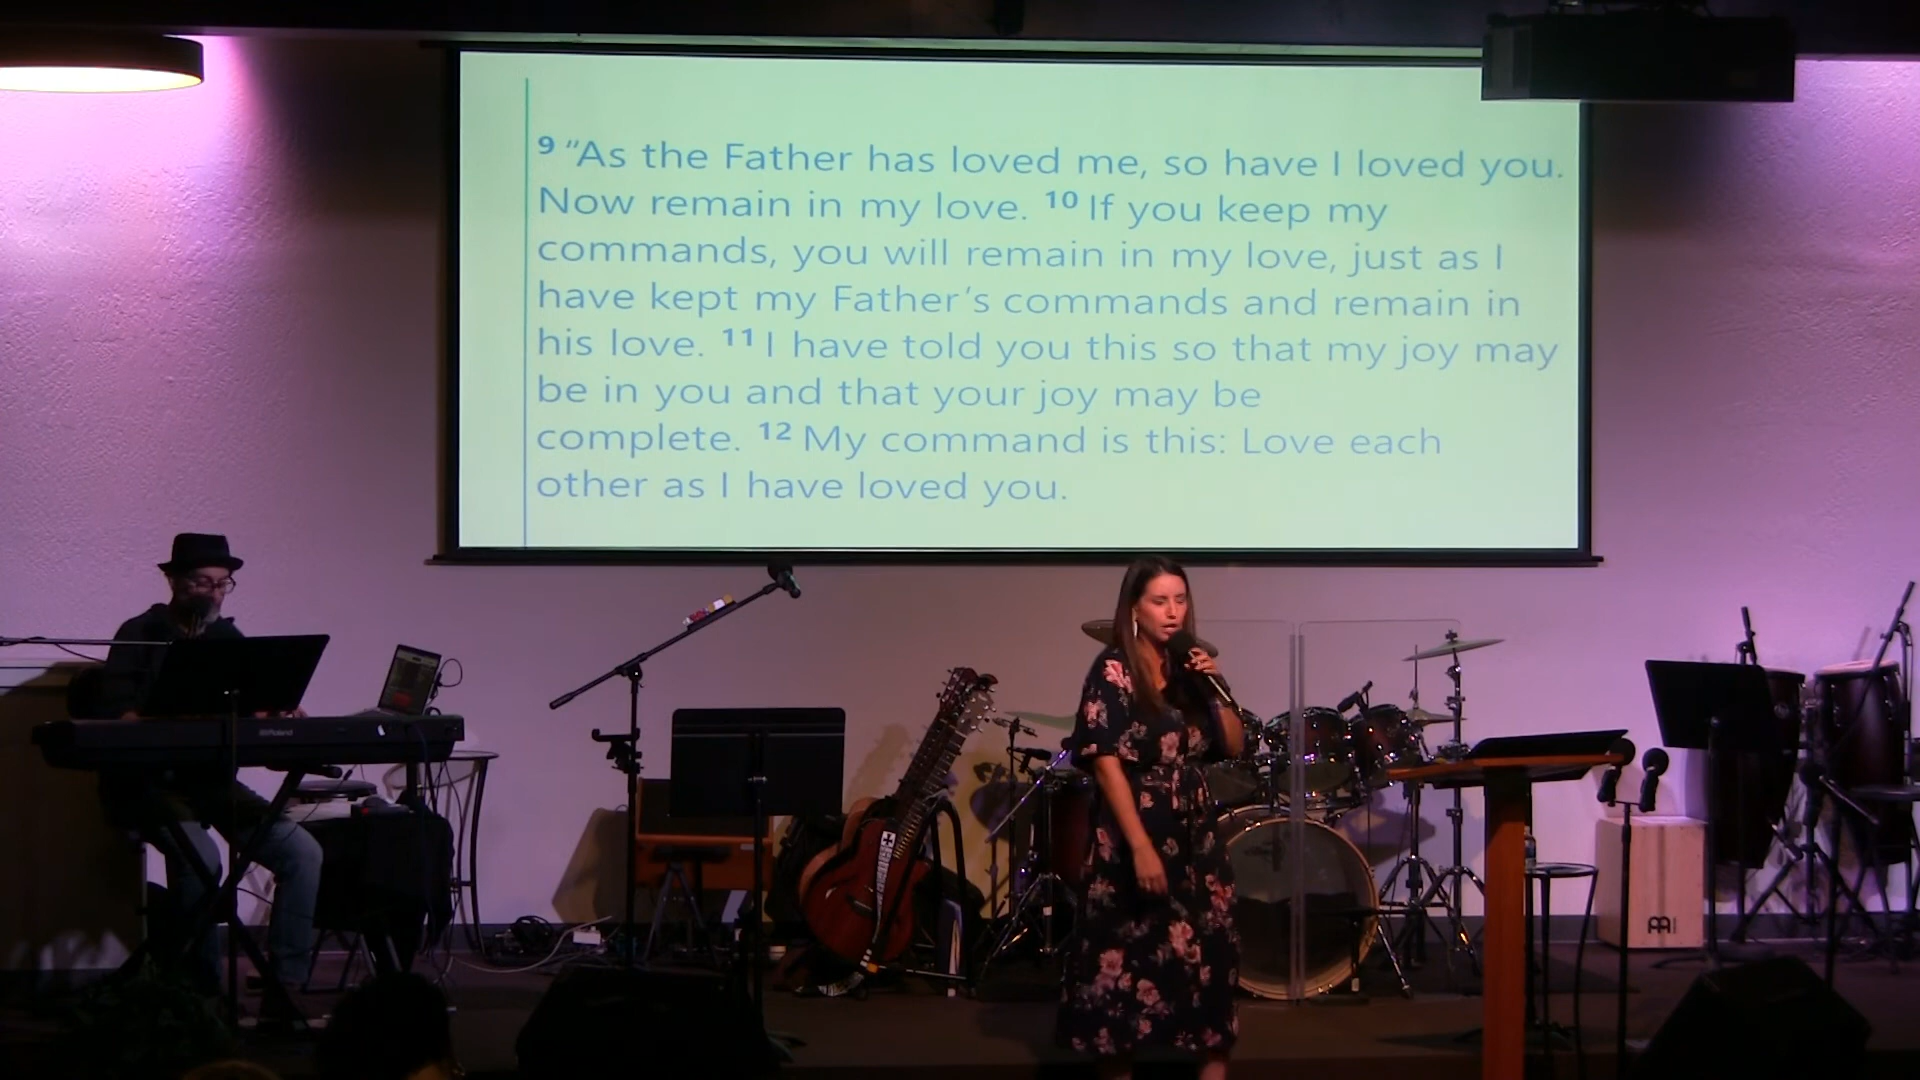 9 "As the Father has loved me, so have I loved you.
Now remain in my love. 10 If you keep my
commands, you will remain in my love, just as I
have kept my Father's commands and remain in
his love. 11 I have told you this so that my joy may
be in you and that your joy may be
complete. 12 My command is this: Love each
other as I have loved you.
Roland